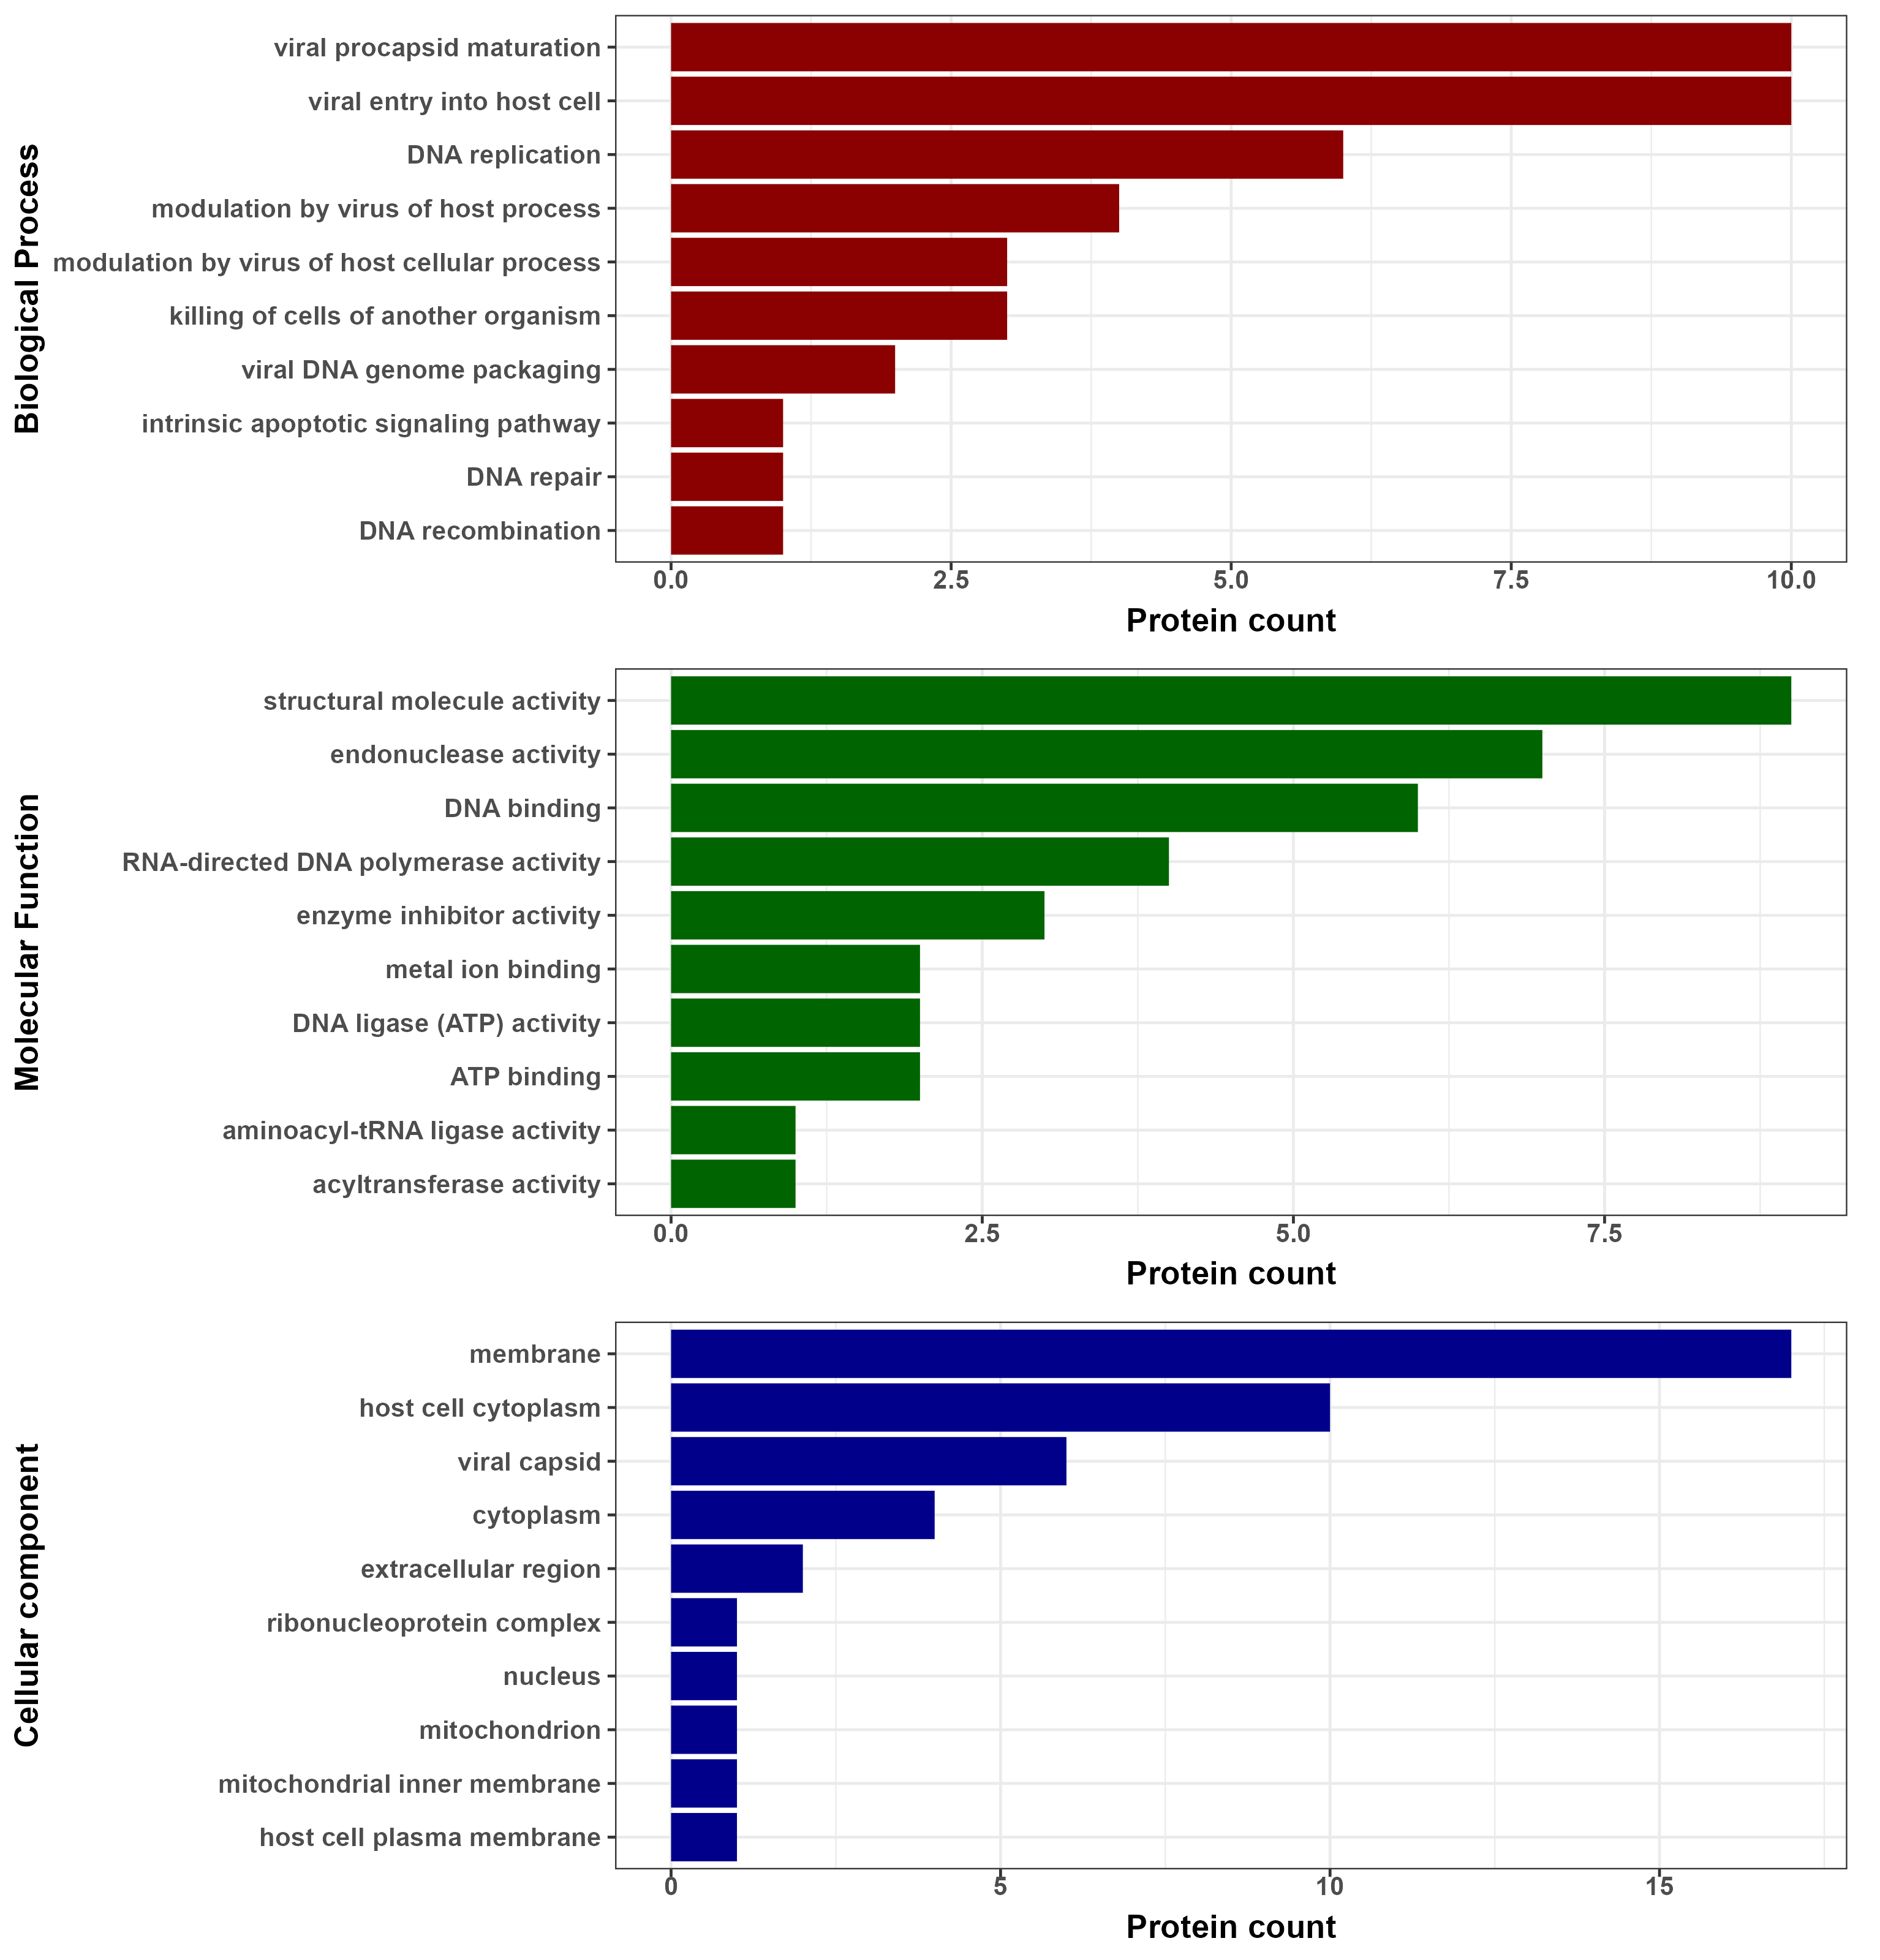 Biological Process
viral procapsid maturation
viral entry into host cell
DNA replication
modulation by virus of host process
modulation by virus of host cellular process
killing of cells of another organism
viral DNA genome packaging
intrinsic apoptotic signaling pathway
DNA repair
DNA recombination
0.0 2.5 5.0 7.5 10.0
Protein count
Molecular Function
structural molecule activity
endonuclease activity
DNA binding
RNA-directed DNA polymerase activity
enzyme inhibitor activity
metal ion binding
DNA ligase (ATP) activity
ATP binding
aminoacyl-tRNA ligase activity
acyltransferase activity
0.0 2.5 5.0 7.5
Protein count
Cellular component
membrane
host cell cytoplasm
viral capsid
cytoplasm
extracellular region
ribonucleoprotein complex
nucleus
mitochondrion
mitochondrial inner membrane
host cell plasma membrane
0 5 10 15
Protein count